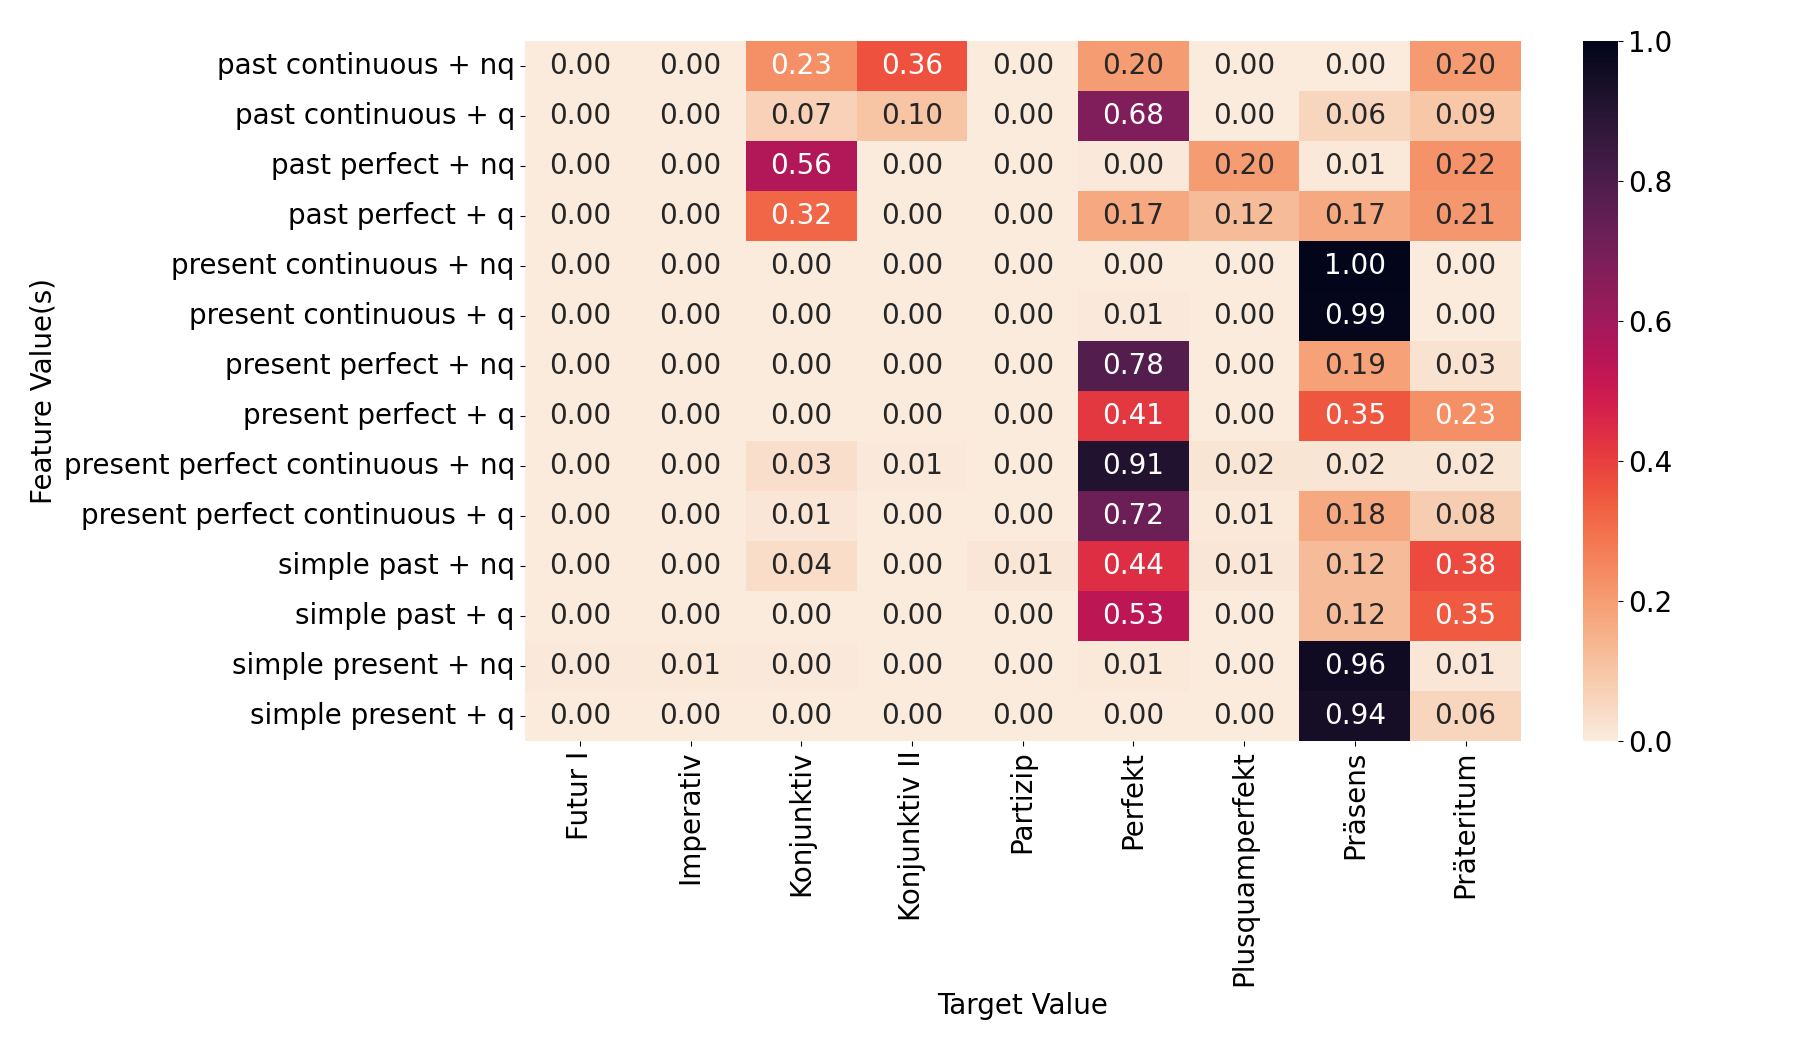 past continuous + nq 0.00 0.00 0.23 0.36 0.00 0.20 0.00 0.00 0.20
past continuous + q 0.00 0.00 0.07 0.10 0.00 0.68 0.00 0.06 0.09
past perfect + nq 0.00 0.00 0.56 0.00 0.00 0.00 0.20 0.01 0.22
past perfect + q 0.00 0.00 0.32 0.00 0.00 0.17 0.12 0.17 0.21
present continuous + nq 0.00 0.00 0.00 0.00 0.00 0.00 0.00 1.00 0.00
present continuous + q 0.00 0.00 0.00 0.00 0.00 0.01 0.00 0.99 0.00
present perfect + nq 0.00 0.00 0.00 0.00 0.00 0.78 0.00 0.19 0.03
present perfect + q 0.00 0.00 0.00 0.00 0.00 0.41 0.00 0.35 0.23
present perfect continuous + nq 0.00 0.00 0.03 0.01 0.00 0.91 0.02 0.02 0.02
present perfect continuous + q 0.00 0.00 0.01 0.00 0.00 0.72 0.01 0.18 0.08
simple past + nq 0.00 0.00 0.04 0.00 0.01 0.44 0.01 0.12 0.38
simple past + q 0.00 0.00 0.00 0.00 0.00 0.53 0.00 0.12 0.35
simple present + nq 0.00 0.01 0.00 0.00 0.00 0.01 0.00 0.96 0.01
simple present + q 0.00 0.00 0.00 0.00 0.00 0.00 0.00 0.94 0.06
Feature Value(s)
Futur I
Imperativ
Konjunktiv
Konjunktiv II
Partizip
Perfekt
Plusquamperfekt
Präsens
Präteritum
Target Value
1.0
0.8
0.6
0.4
0.2
0.0